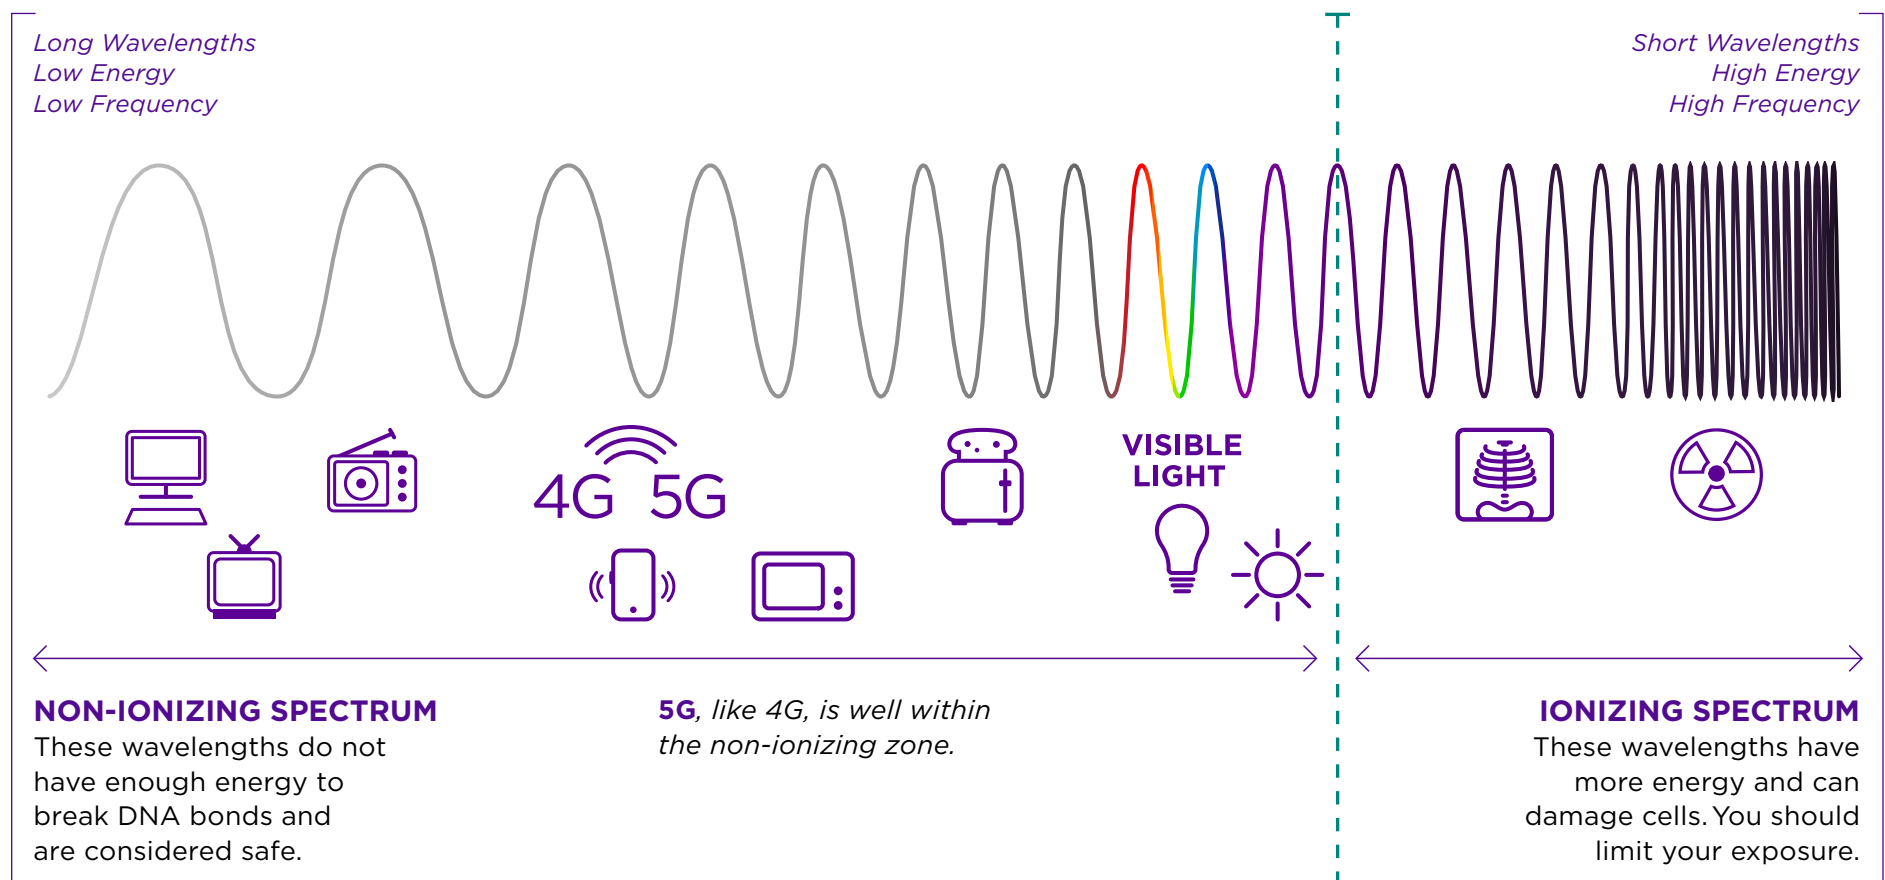 Long Wavelengths
Low Energy
Low Frequency
Short Wavelengths
High Energy
High Frequency
4G 5G
VISIBLE
LIGHT
NON-IONIZING SPECTRUM
These wavelengths do not
have enough energy to
break DNA bonds and
are considered safe.
5G, like 4G, is well within
the non-ionizing zone.
IONIZING SPECTRUM
These wavelengths have
more energy and can
damage cells. You should
limit your exposure.